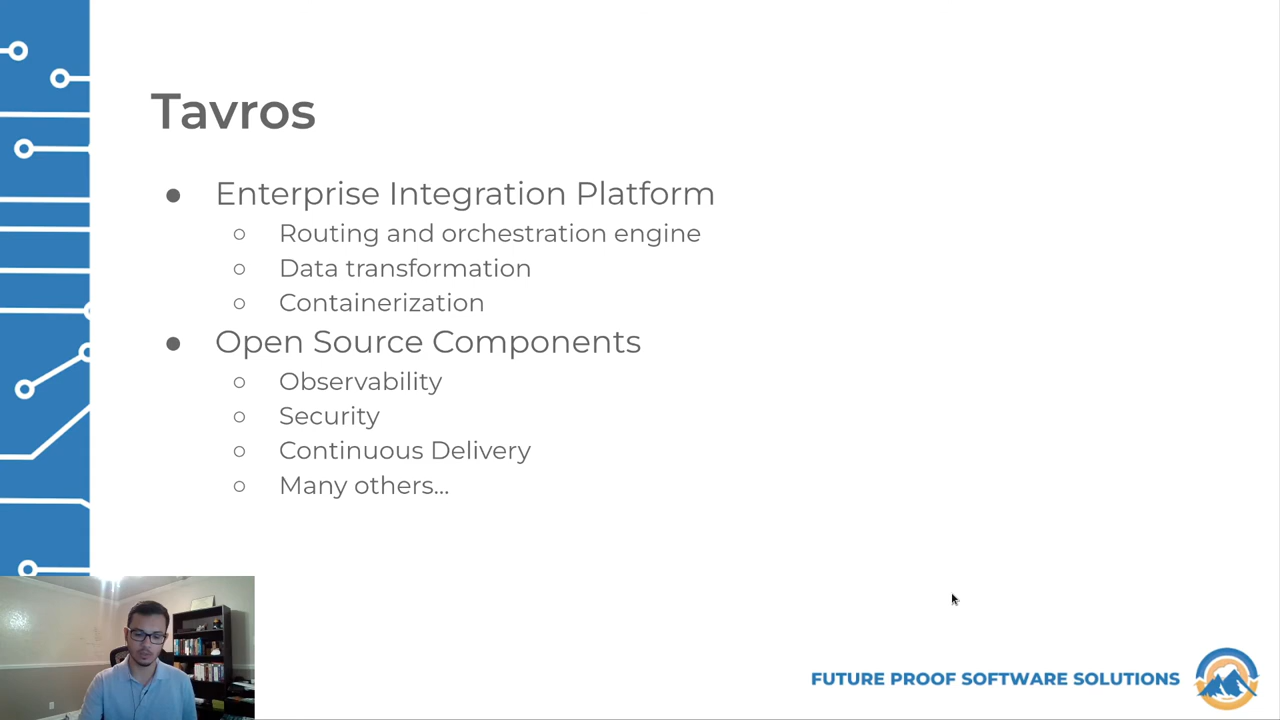 Tavros
● Enterprise Integration Platform
○ Routing and orchestration engine
○ Data transformation
○ Containerization
● Open Source Components
○ Observability
○ Security
○ Continuous Delivery
○ Many others...
FUTURE PROOF SOFTWARE SOLUTIONS